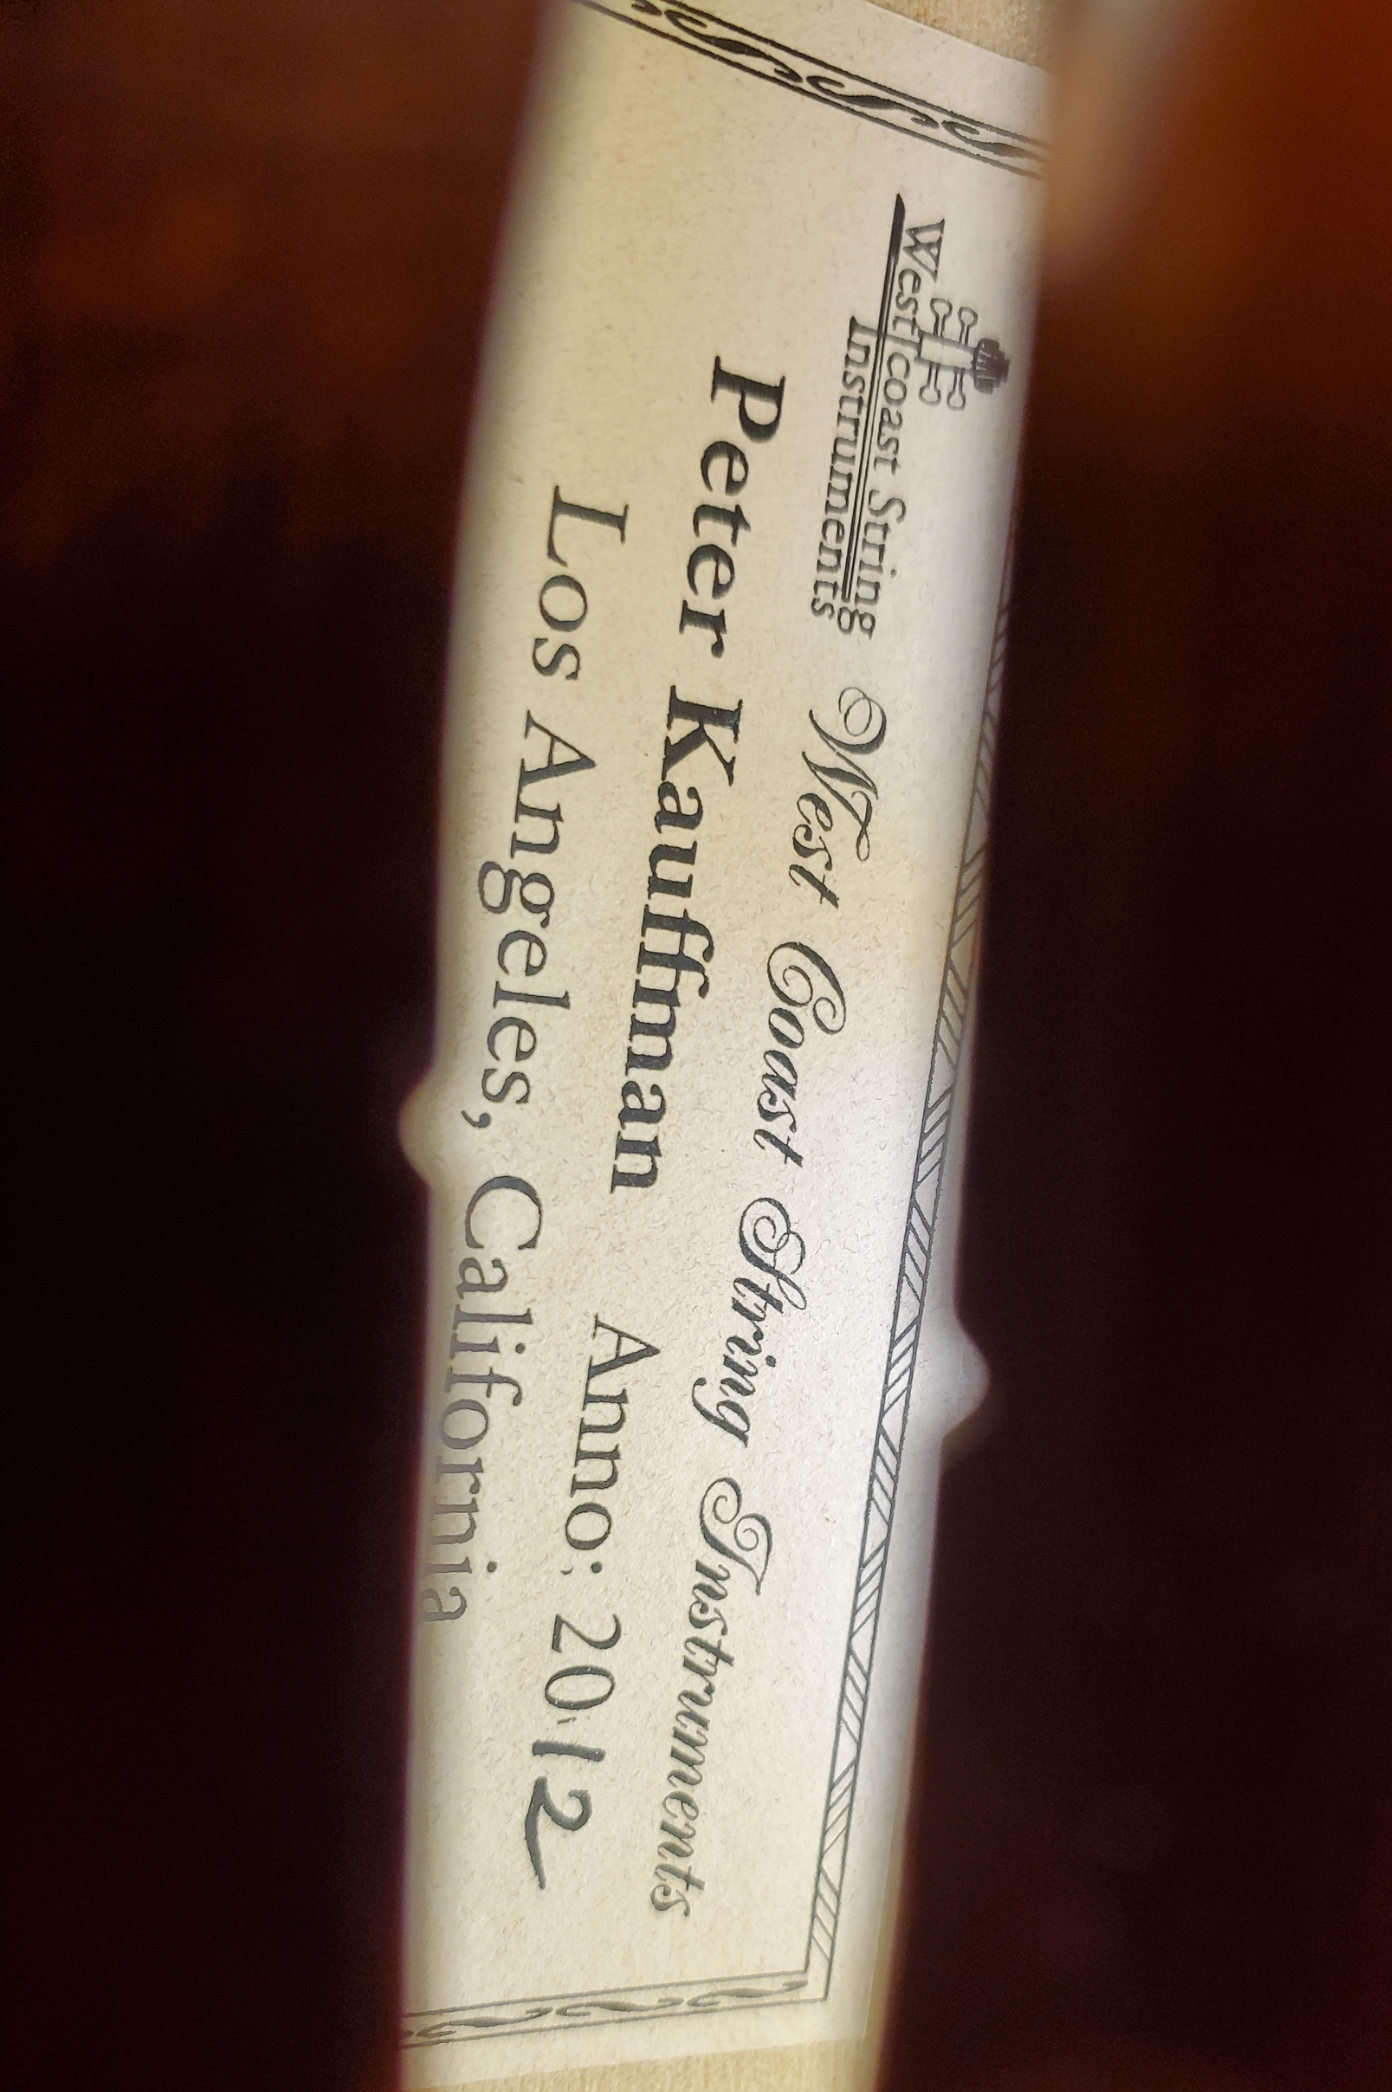 West coast String
Instruments
West Coast String Instruments
Peter Kauffman Anno: 2012
Los Angeles, California